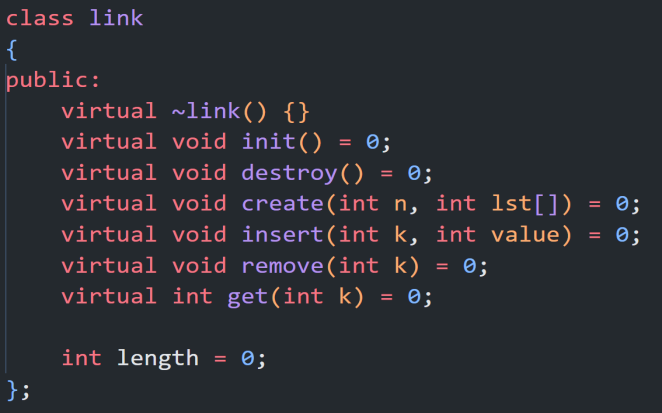 class link
{
public:
    virtual ~link() {}
    virtual void init() = 0;
    virtual void destroy() = 0;
    virtual void create(int n, int lst[]) = 0;
    virtual void insert(int k, int value) = 0;
    virtual void remove(int k) = 0;
    virtual int get(int k) = 0;

    int length = 0;
};